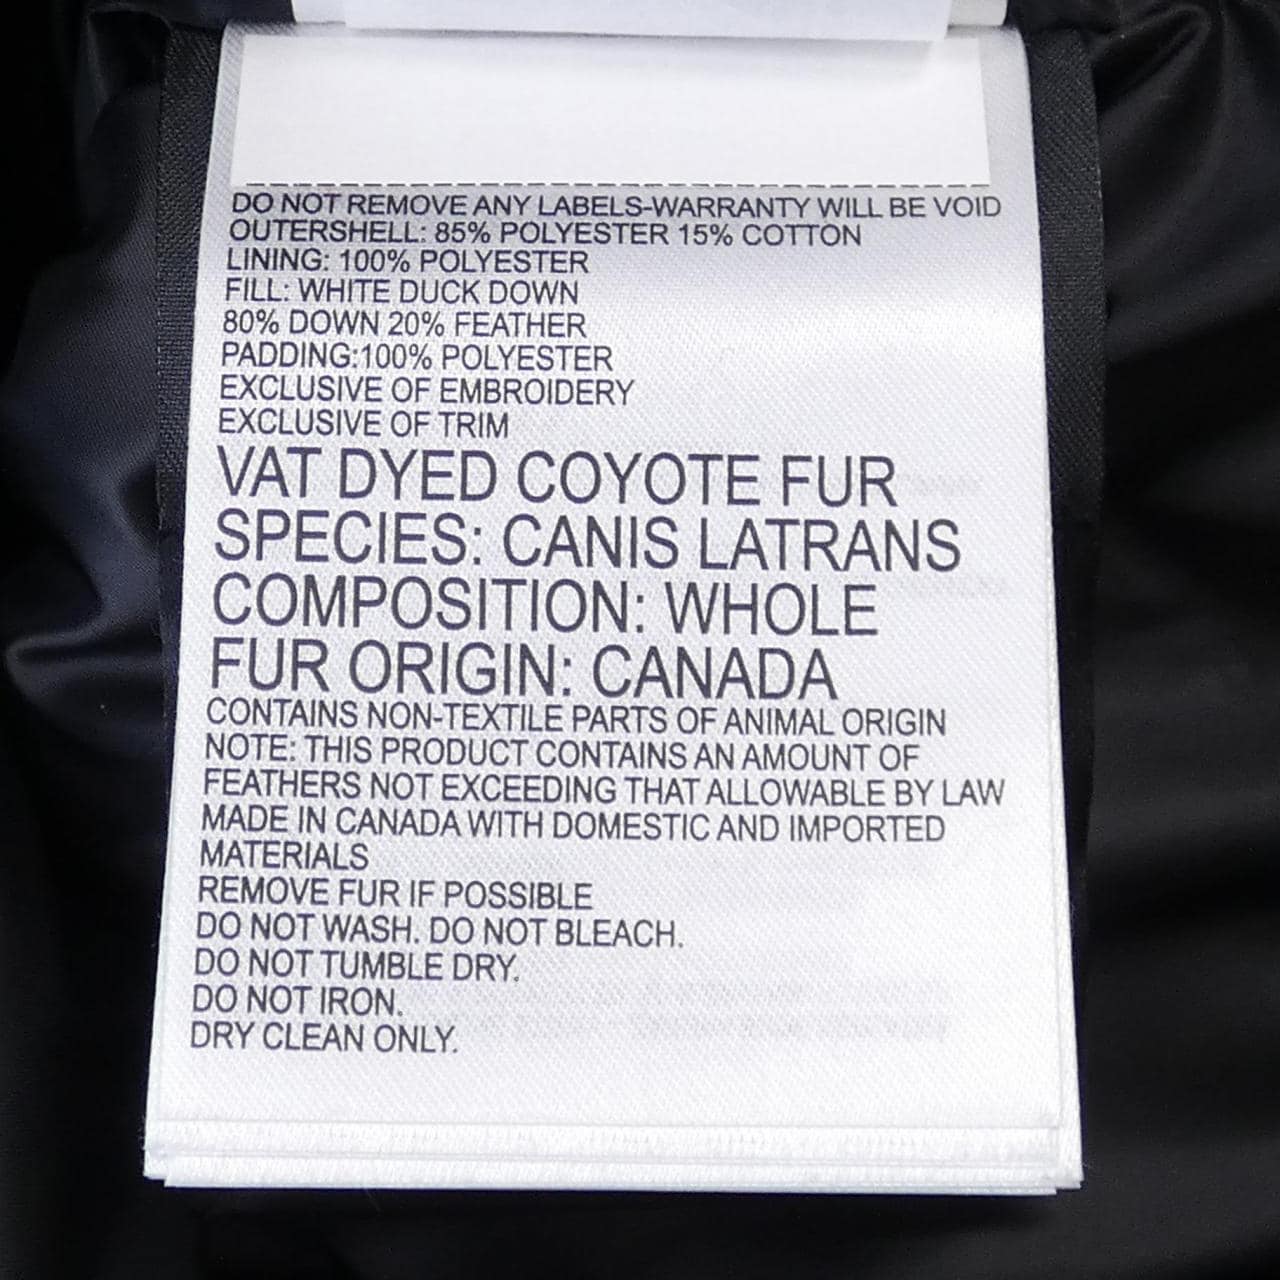 DO NOT REMOVE ANY LABELS-WARRANTY WILL BE VOID
OUTERSHELL: 85% POLYESTER 15% COTTON
LINING: 100% POLYESTER
FILL: WHITE DUCK DOWN
80% DOWN 20% FEATHER
PADDING:100% POLYESTER
EXCLUSIVE OF EMBROIDERY
EXCLUSIVE OF TRIM
VAT DYED COYOTE FUR
SPECIES: CANIS LATRANS
COMPOSITION: WHOLE
FUR ORIGIN: CANADA
CONTAINS NON-TEXTILE PARTS OF ANIMAL ORIGIN
NOTE: THIS PRODUCT CONTAINS AN AMOUNT OF
FEATHERS NOT EXCEEDING THAT ALLOWABLE BY LAW
MADE IN CANADA WITH DOMESTIC AND IMPORTED
MATERIALS
REMOVE FUR IF POSSIBLE
DO NOT WASH. DO NOT BLEACH.
DO NOT TUMBLE DRY.
DO NOT IRON.
DRY CLEAN ONLY.